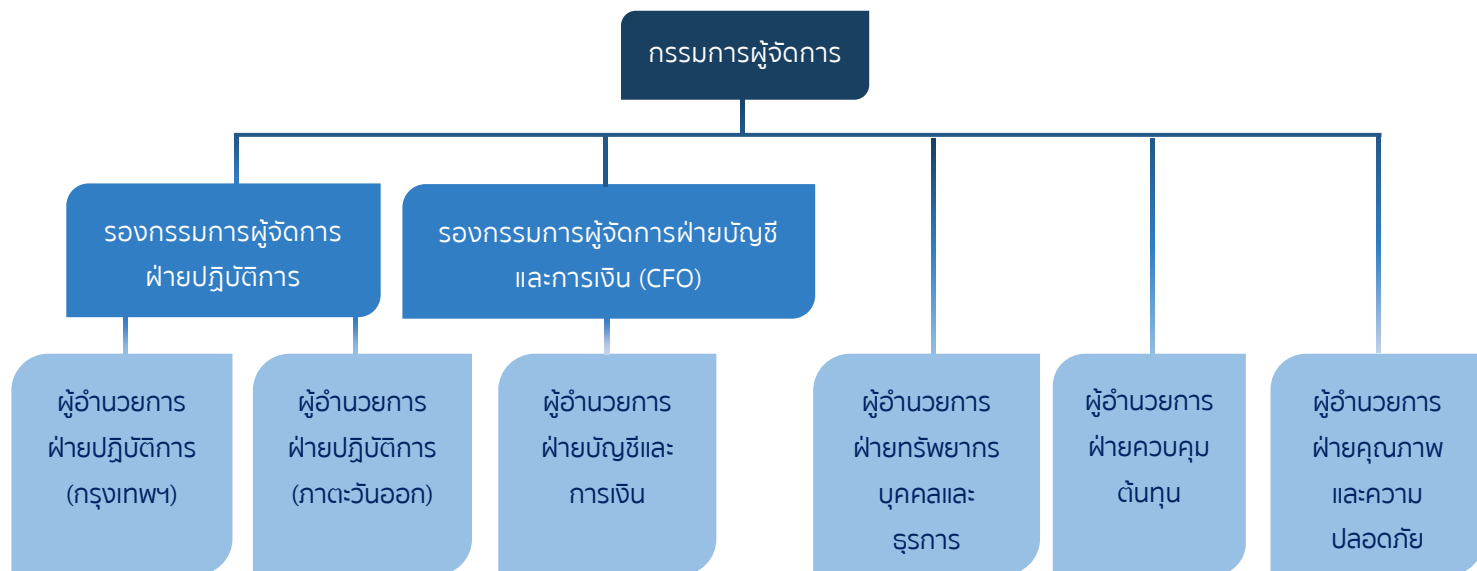 กรรมการผู้จัดการ
รองกรรมการผู้จัดการ
ฝ่ายปฏิบัติการ
รองกรรมการผู้จัดการฝ่ายบัญชี
และการเงิน (CFO)
ผู้อำนวยการ
ฝ่ายปฏิบัติการ
(กรุงเทพฯ)
ผู้อำนวยการ
ฝ่ายปฏิบัติการ
(ภาตะวันออก)
ผู้อำนวยการ
ฝ่ายบัญชีและ
การเงิน
ผู้อำนวยการ
ฝ่ายทรัพยากร
บุคคลและ
ธุรการ
ผู้อำนวยการ
ฝ่ายควบคุม
ต้นทุน
ผู้อำนวยการ
ฝ่ายคุณภาพ
และความ
ปลอดภัย